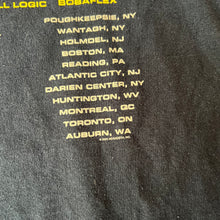 LL LOGIC BOBAFLEX
POUGHKEEPSIE, NY
WANTAGH, NY
HOLMDEL, NJ
BOSTON, MA
READING, PA
ATLANTIC CITY, NJ
DARIEN CENTER, NY
HUNTINGTON, WV
MONTREAL, QC
TORONTO, ON
AUBURN, WA